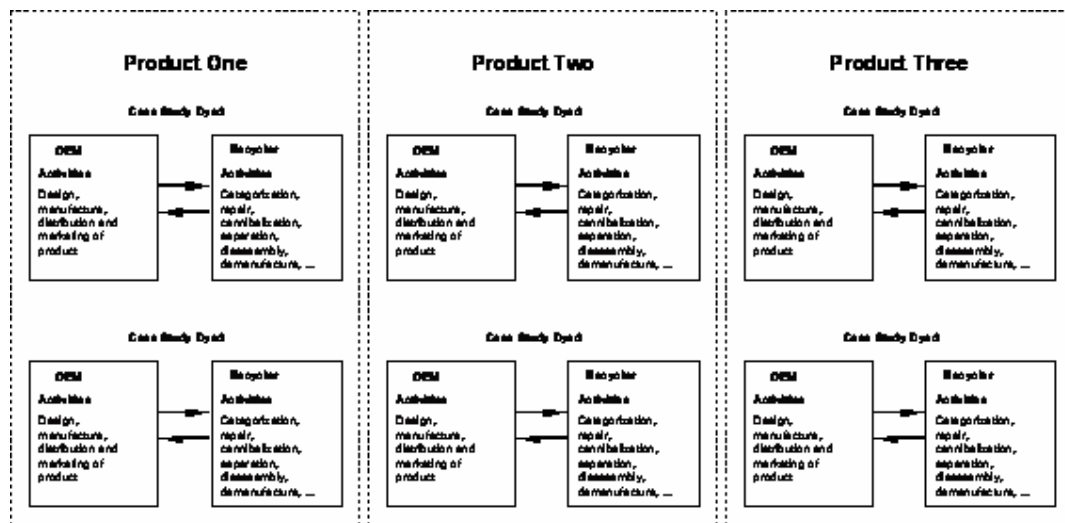 Product One
Case Study Dyad
OEM
Activities
Design,
manufacture,
distribution and
marketing of
product
Recycler
Activities
Categorization,
repair,
cannibalization,
separation,
disassembly,
demanufacture, ...
Case Study Dyad
OEM
Activities
Design,
manufacture,
distribution and
marketing of
product
Recycler
Activities
Categorization,
repair,
cannibalization,
separation,
disassembly,
demanufacture, ...
Product Two
Case Study Dyad
OEM
Activities
Design,
manufacture,
distribution and
marketing of
product
Recycler
Activities
Categorization,
repair,
cannibalization,
separation,
disassembly,
demanufacture, ...
Case Study Dyad
OEM
Activities
Design,
manufacture,
distribution and
marketing of
product
Recycler
Activities
Categorization,
repair,
cannibalization,
separation,
disassembly,
demanufacture, ...
Product Three
Case Study Dyad
OEM
Activities
Design,
manufacture,
distribution and
marketing of
product
Recycler
Activities
Categorization,
repair,
cannibalization,
separation,
disassembly,
demanufacture, ...
Case Study Dyad
OEM
Activities
Design,
manufacture,
distribution and
marketing of
product
Recycler
Activities
Categorization,
repair,
cannibalization,
separation,
disassembly,
demanufacture, ...